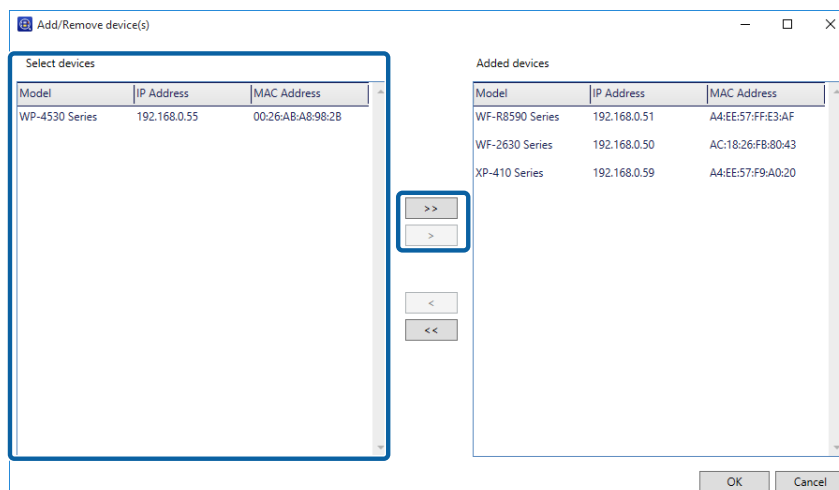 Add/Remove device(s)
Select devices
Model IP Address MAC Address
WP-4530 Series 192.168.0.55 00:26:AB:A8:98:2B
>>
>
<
<<
Added devices
Model IP Address MAC Address
WF-R8590 Series 192.168.0.51 A4:EE:57:FF:E3:AF
WF-2630 Series 192.168.0.50 AC:18:26:FB:80:43
XP-410 Series 192.168.0.59 A4:EE:57:F9:A0:20
OK Cancel